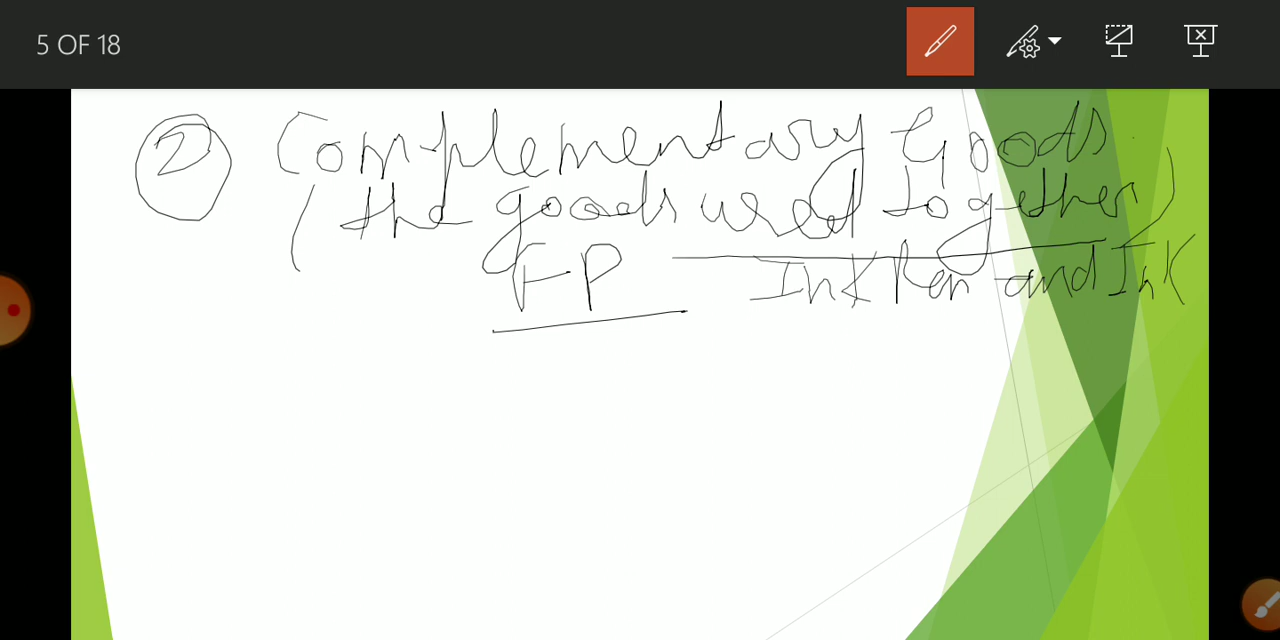 5 OF 18
② Complementary Goods
(the goods used together)
FP Ink Pen and Ink